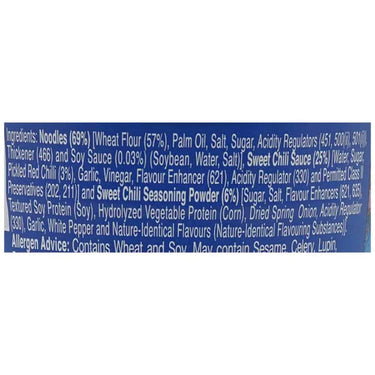 Ingredients: Noodles (69%) [Wheat Flour (57%), Palm Oil, Salt, Sugar, Acidity Regulators (451, 500(i), 501(i)),
Thickener (466) and Soy Sauce (0.03%) (Soybean, Water, Salt)], Sweet Chili Sauce (25%) [Water, Sugar,
Pickled Red Chili (3%), Garlic, Vinegar, Flavour Enhancer (621), Acidity Regulator (330) and Permitted Class II
Preservatives (202, 211)] and Sweet Chili Seasoning Powder (6%) [Sugar, Salt, Flavour Enhancers (621, 635),
Textured Soy Protein (Soy), Hydrolyzed Vegetable Protein (Corn), Dried Spring Onion, Acidity Regulator
(330), Garlic, White Pepper and Nature-Identical Flavours (Nature-Identical Flavouring Substances)].
Allergen Advice: Contains Wheat and Soy. May contain Sesame, Celery, Lupin,